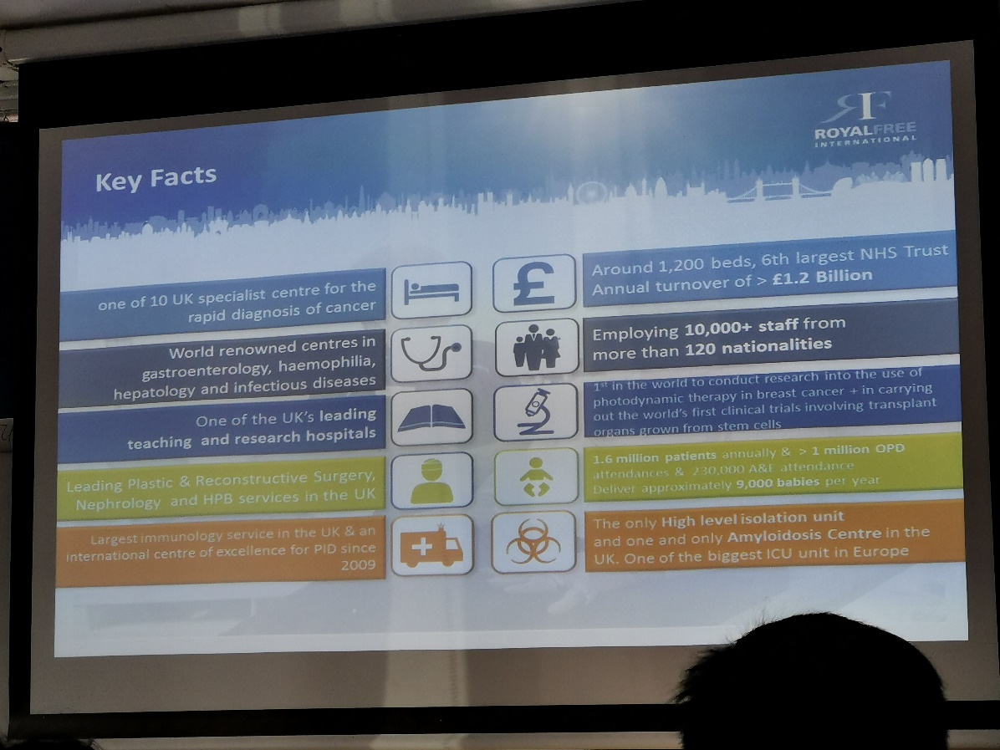 RF
ROYALFREE
INTERNATIONAL
Key Facts
one of 10 UK specialist centre for the
rapid diagnosis of cancer
World renowned centres in
gastroenterology, haemophilia,
hepatology and infectious diseases
One of the UK's leading
teaching and research hospitals
Leading Plastic & Reconstructive Surgery,
Nephrology and HPB services in the UK
Largest immunology service in the UK & an
international centre of excellence for PID since
2009
£
Around 1,200 beds, 6th largest NHS Trust
Annual turnover of > £1.2 Billion
Employing 10,000+ staff from
more than 120 nationalities
1st in the world to conduct research into the use of
photodynamic therapy in breast cancer + in carrying
out the world's first clinical trials involving transplant
organs grown from stem cells
1.6 million patients annually & > 1 million OPD
attendances & 230,000 A&E attendance
Deliver approximately 9,000 babies per year
The only High level isolation unit
and one and only Amyloidosis Centre in the
UK. One of the biggest ICU unit in Europe